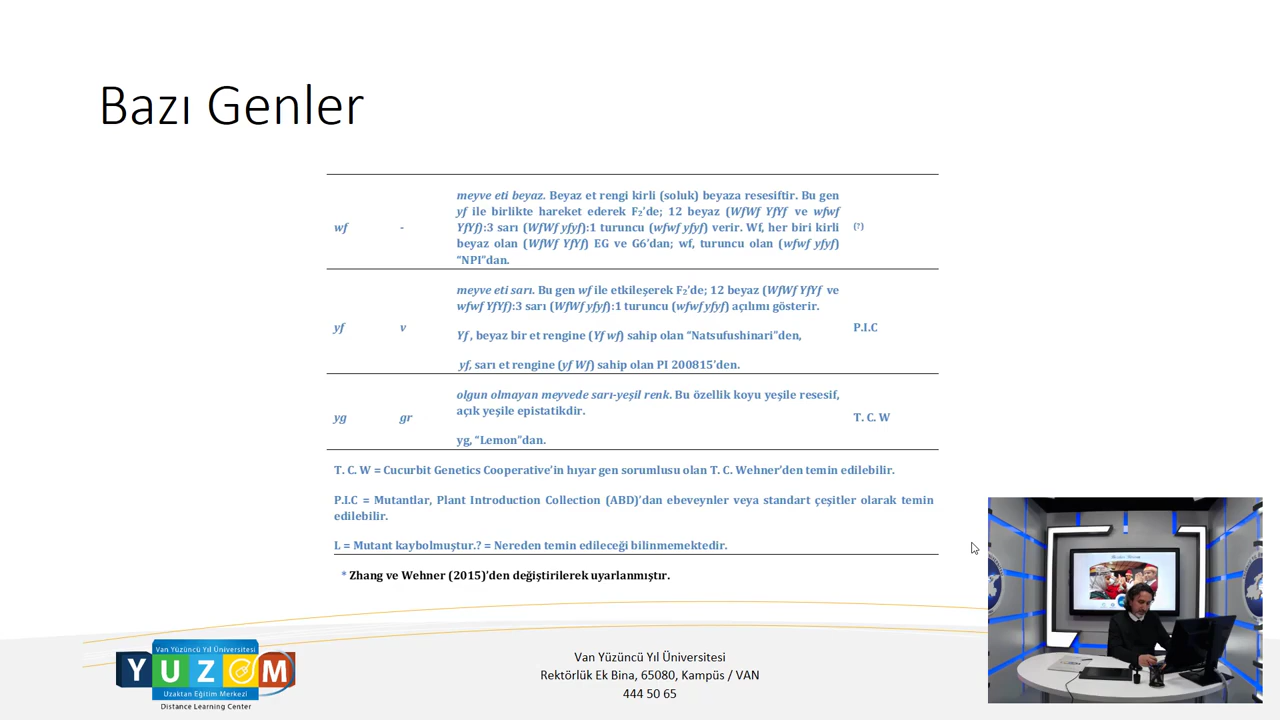 Bazı Genler
wf
-
meyve eti beyaz. Beyaz et rengi kirli (soluk) beyaza resesiftir. Bu gen
yf ile birlikte hareket ederek F₂’de; 12 beyaz (WfWf YfYf ve wfwf
YfYf):3 sarı (WfWf yfyf):1 turuncu (wfwf yfyf) verir. Wf, her biri kirli
beyaz olan (WfWf YfYf) EG ve G6’dan; wf, turuncu olan (wfwf yfyf)
“NPI”dan.
(?)
yf
v
meyve eti sarı. Bu gen wf ile etkileşerek F₂’de; 12 beyaz (WfWf YfYf ve
wfwf YfYf):3 sarı (WfWf yfyf):1 turuncu (wfwf yfyf) açılımı gösterir.
Yf , beyaz bir et rengine (Yf wf) sahip olan “Natsufushinari”den,
yf, sarı et rengine (yf Wf) sahip olan PI 200815’den.
P.I.C
yg
gr
olgun olmayan meyvede sarı-yeşil renk. Bu özellik koyu yeşile resesif,
açık yeşile epistatikdir.
yg, “Lemon”dan.
T. C. W
T. C. W = Cucurbit Genetics Cooperative’in hıyar gen sorumlusu olan T. C. Wehner’den temin edilebilir.
P.I.C = Mutantlar, Plant Introduction Collection (ABD)’dan ebeveynler veya standart çeşitler olarak temin
edilebilir.
L = Mutant kaybolmuştur.? = Nereden temin edileceği bilinmemektedir.
* Zhang ve Wehner (2015)’den değiştirilerek uyarlanmıştır.
Van Yüzüncü Yıl Üniversitesi
YUZEM
Uzaktan Eğitim Merkezi
Distance Learning Center
Van Yüzüncü Yıl Üniversitesi
Rektörlük Ek Bina, 65080, Kampüs / VAN
444 50 65